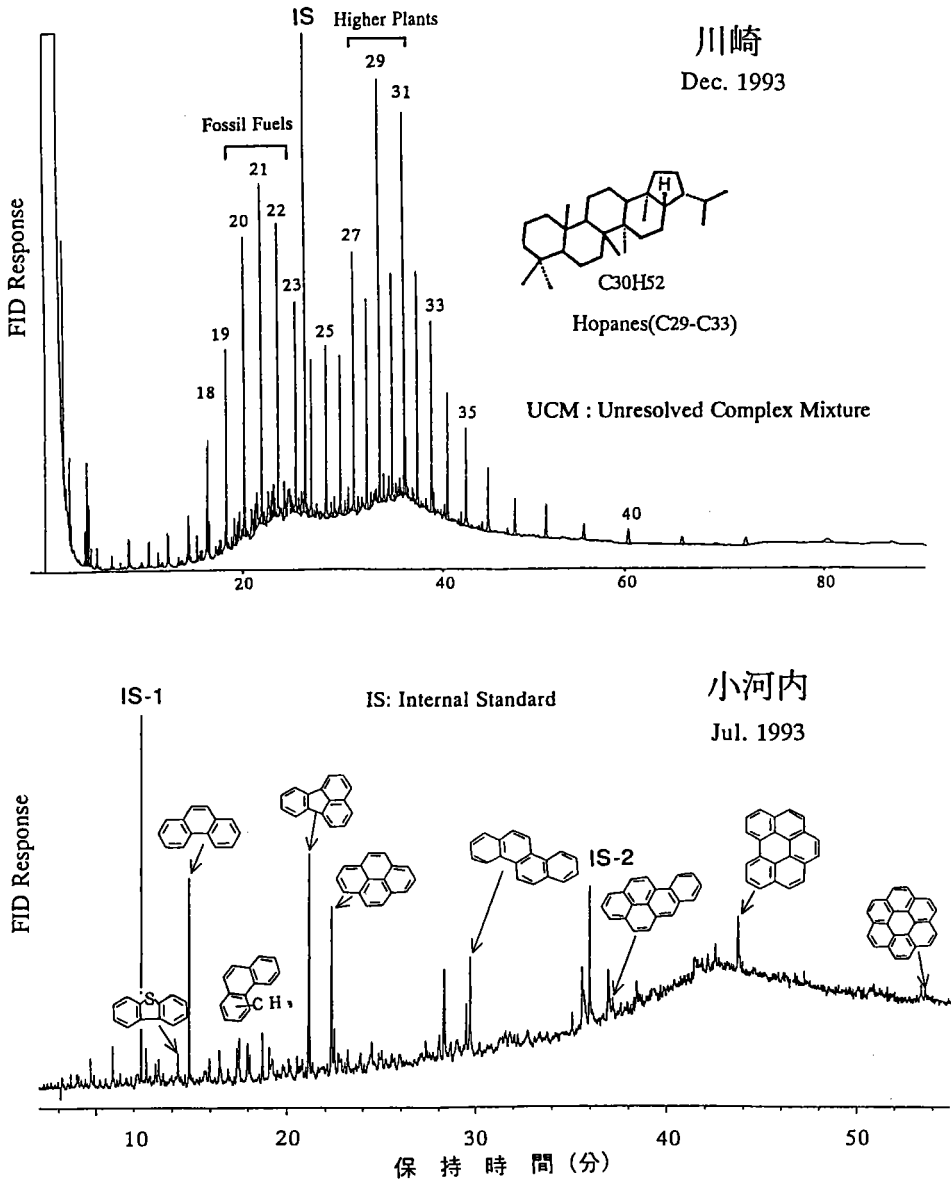 IS
Higher Plants
川崎
Dec. 1993
29
31
Fossil Fuels
21
20
22
27
23
25
33
19
18
35
40
H
C30H52
Hopanes(C29-C33)
UCM : Unresolved Complex Mixture
FID Response
20
40
60
80
IS-1
IS: Internal Standard
小河内
Jul. 1993
IS-2
S
CH₃
FID Response
10
20
30
40
50
保持時間(分)